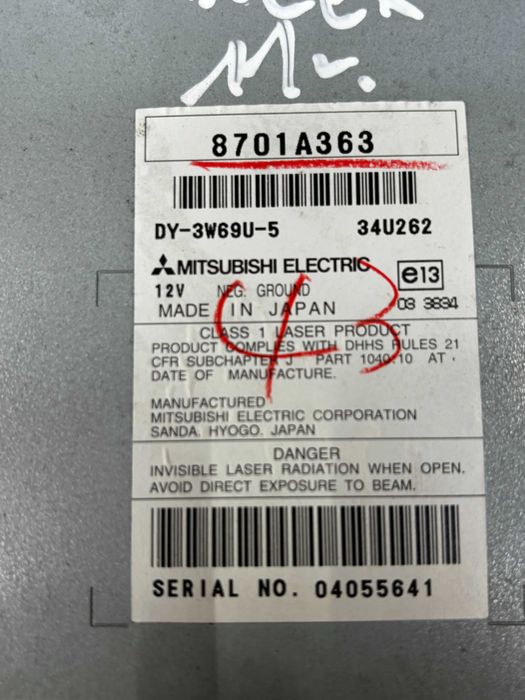 8701A363
DY-3W69U-5 34U262
MITSUBISHI ELECTRIC e13
12V NEG. GROUND
MADE IN JAPAN 03 3834
CLASS 1 LASER PRODUCT
PRODUCT COMPLIES WITH DHHS RULES 21
CFR SUBCHAPTER J PART 1040.10 AT
DATE OF MANUFACTURE.
MANUFACTURED
MITSUBISHI ELECTRIC CORPORATION
SANDA, HYOGO, JAPAN
DANGER
INVISIBLE LASER RADIATION WHEN OPEN.
AVOID DIRECT EXPOSURE TO BEAM.
SERIAL NO. 04055641